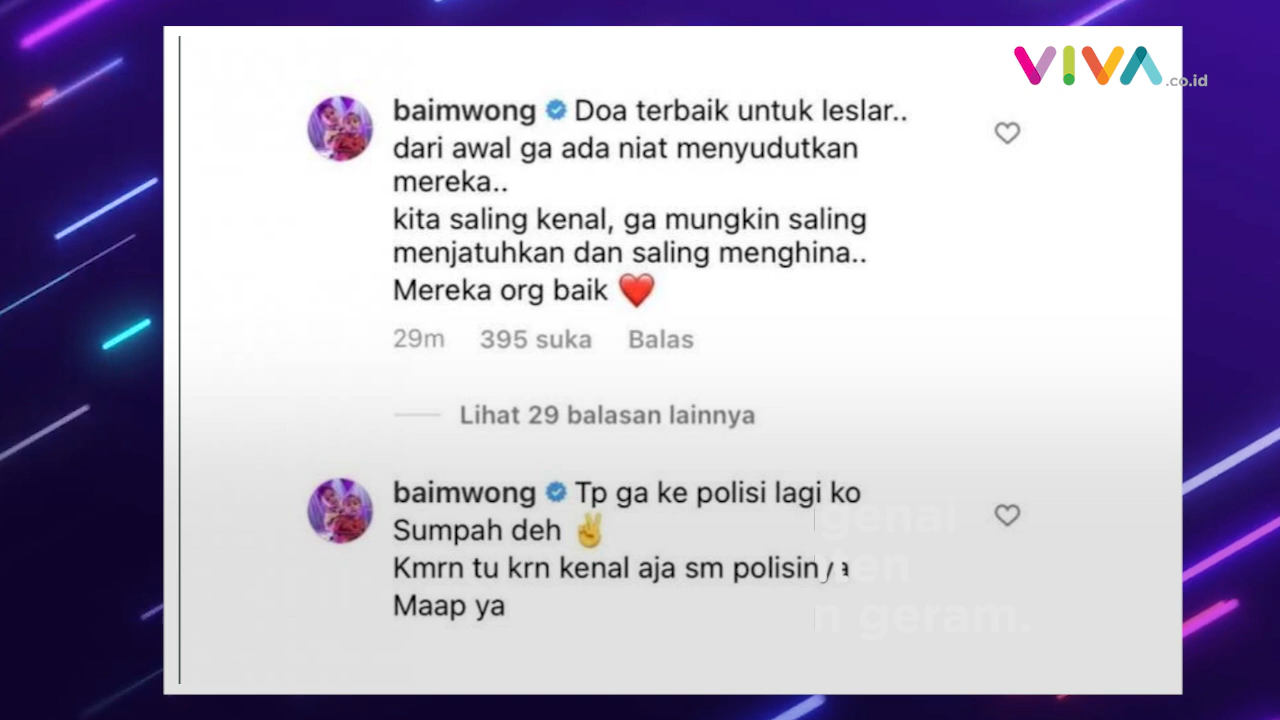 VIVA.co.id
baimwong Doa terbaik untuk leslar..
dari awal ga ada niat menyudutkan
mereka..
kita saling kenal, ga mungkin saling
menjatuhkan dan saling menghina..
Mereka org baik ❤️
29m 395 suka Balas
Lihat 29 balasan lainnya
baimwong Tp ga ke polisi lagi ko
Sumpah deh ✌️
Kmrn tu krn kenal aja sm polisinya
Maap ya
geram.